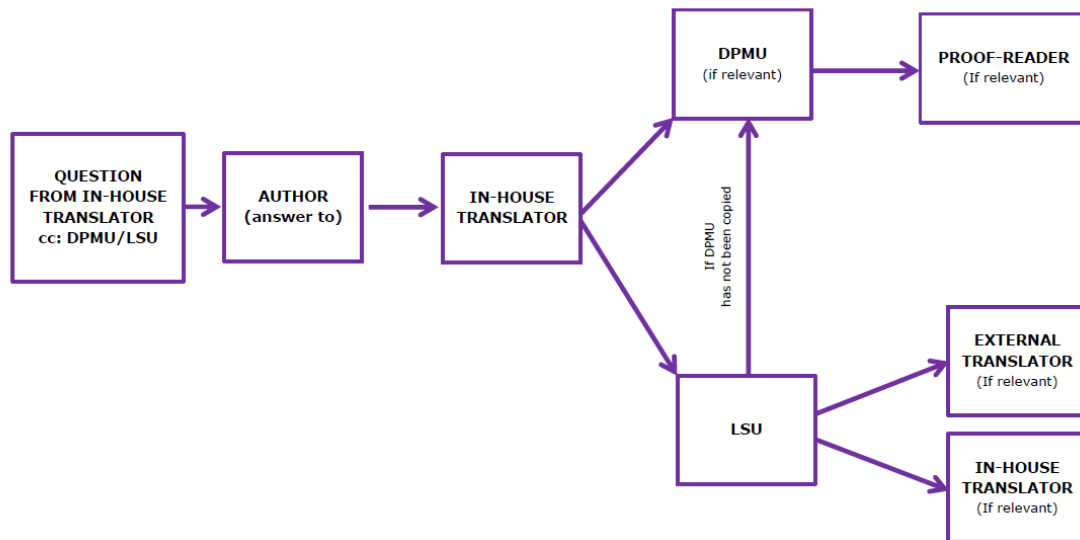 QUESTION
FROM IN-HOUSE
TRANSLATOR
cc: DPMU/LSU
AUTHOR
(answer to)
IN-HOUSE
TRANSLATOR
DPMU
(if relevant)
PROOF-READER
(If relevant)
If DPMU
has not been copied
LSU
EXTERNAL
TRANSLATOR
(If relevant)
IN-HOUSE
TRANSLATOR
(If relevant)